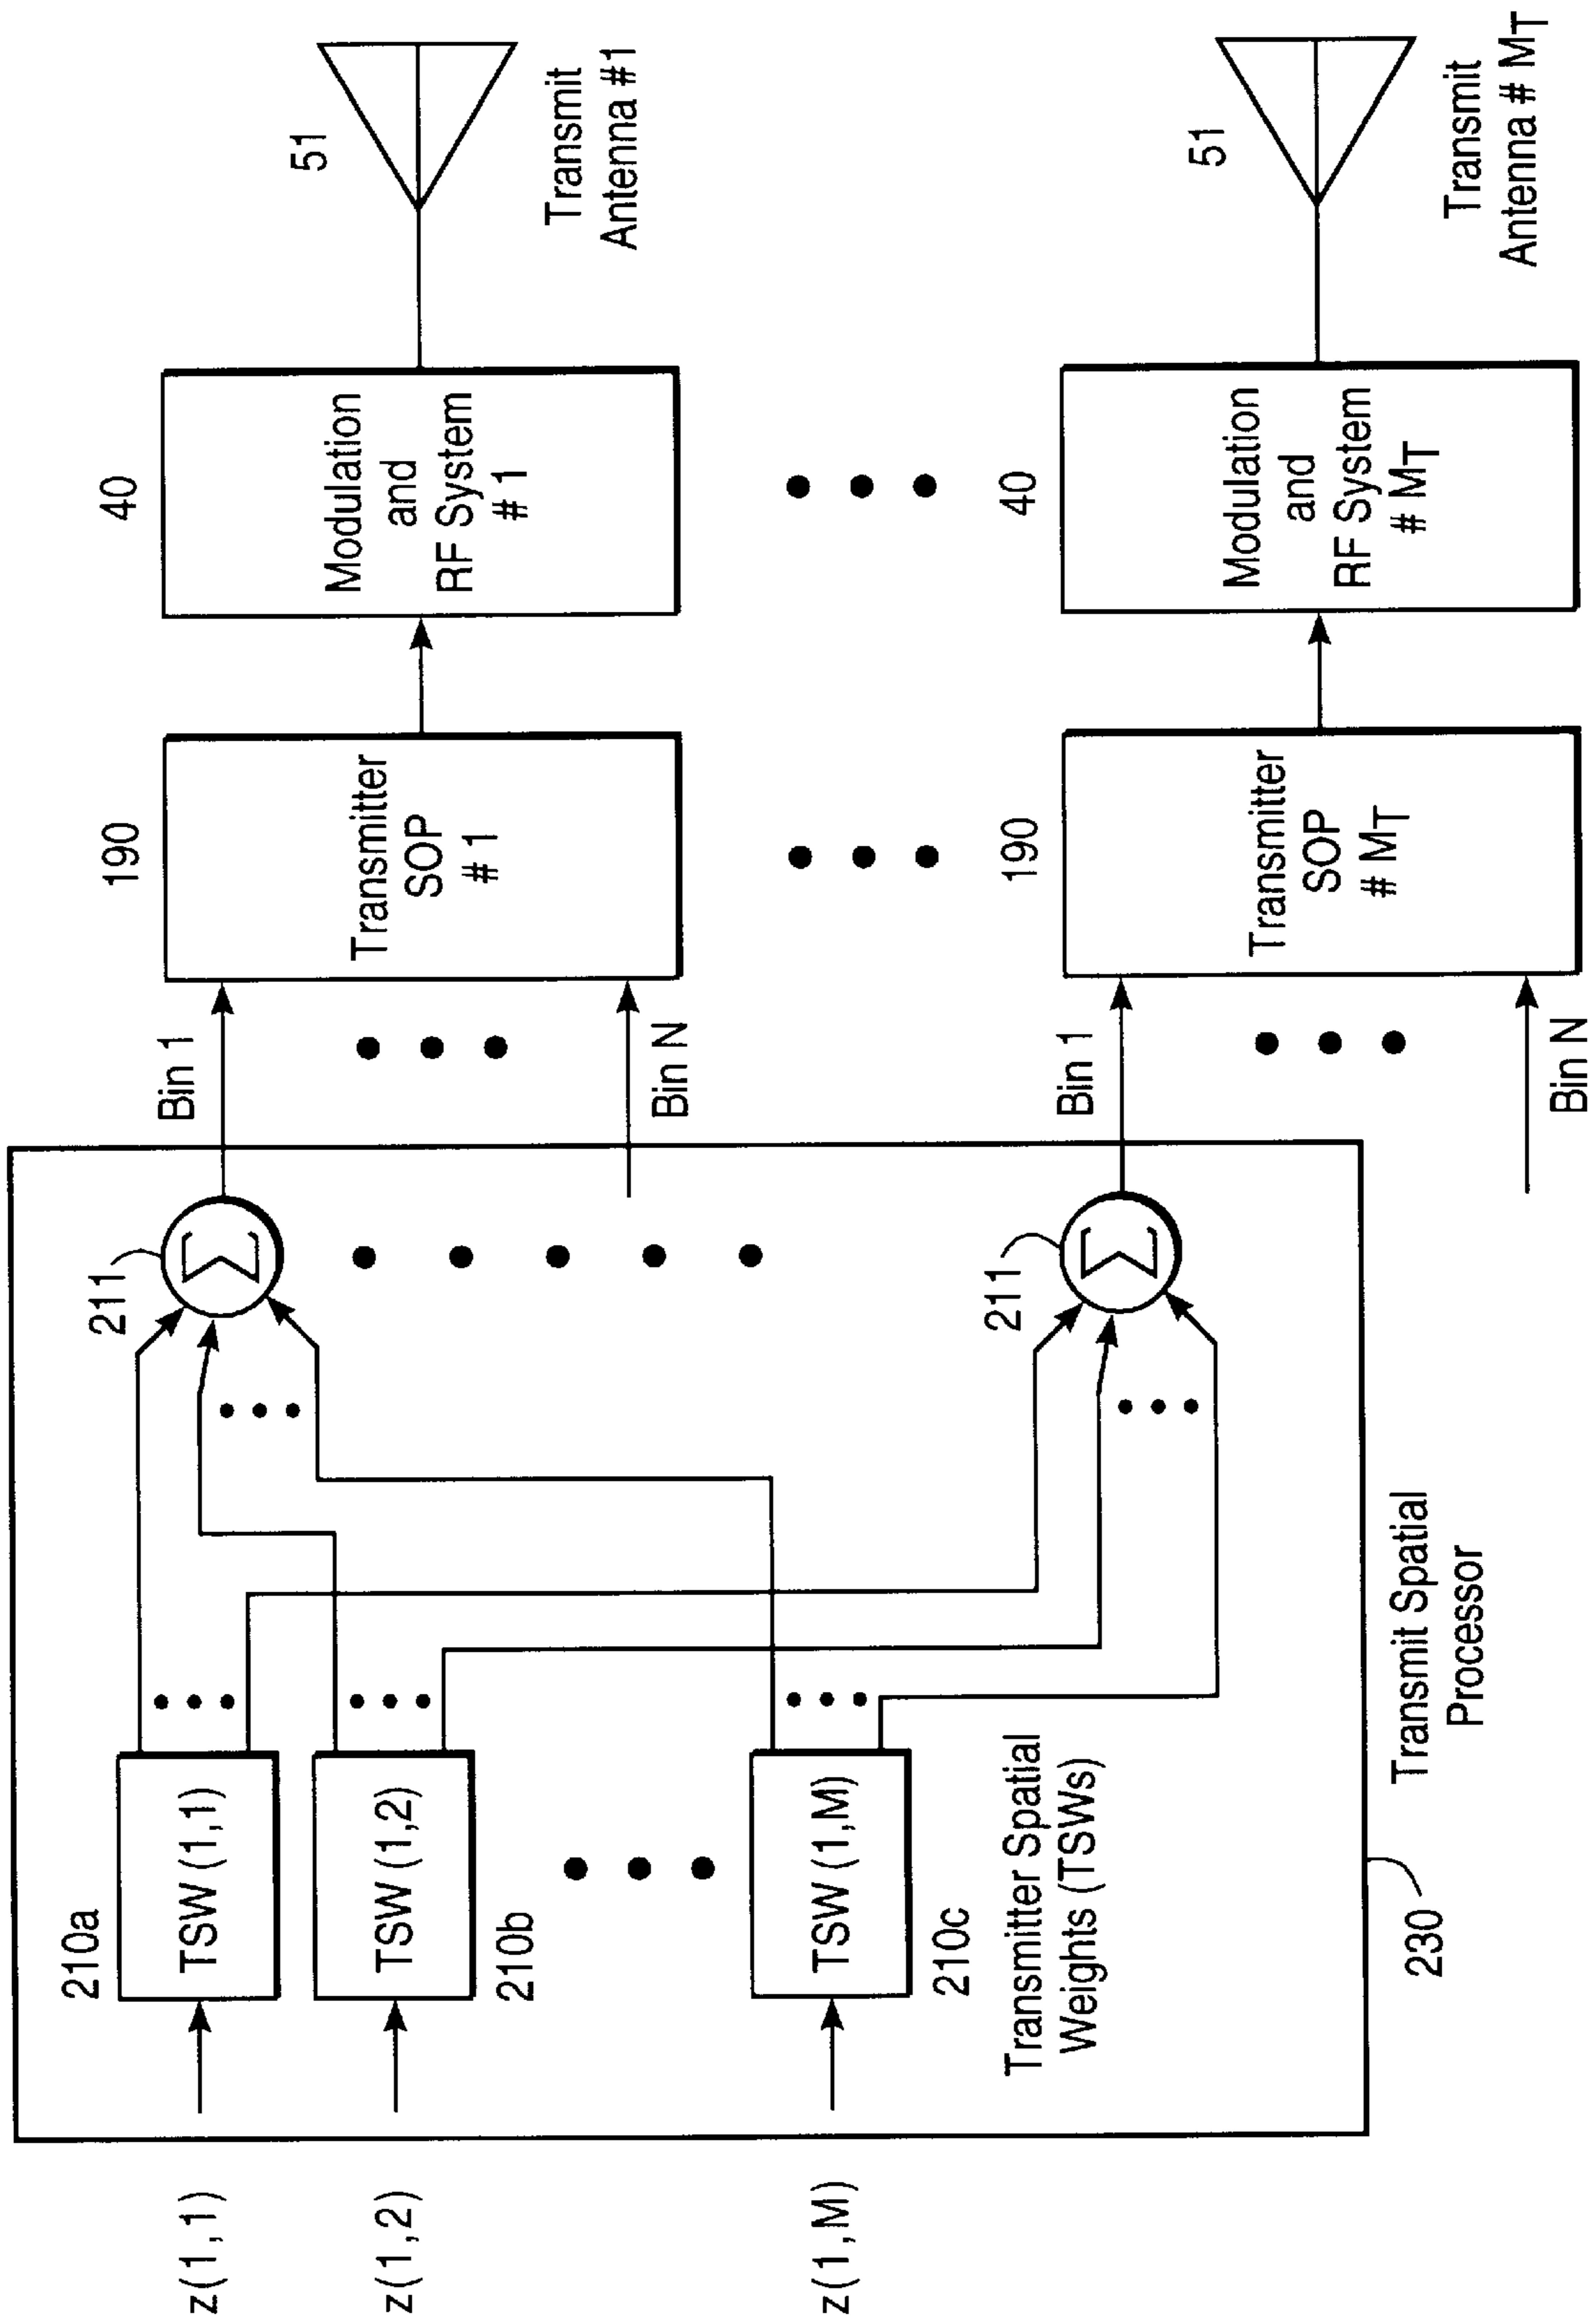 z(1,1)
z(1,2)
z(1,M)
210a
TSW (1,1)
TSW (1,2)
210b
TSW (1,M)
210c
Transmitter Spatial
Weights (TSWs)
211
Σ
211
Σ
230
Transmit Spatial
Processor
Bin 1
Bin N
Bin 1
Bin N
190
Transmitter
SOP
# 1
190
Transmitter
SOP
# MT
40
Modulation
and
RF System
# 1
40
Modulation
and
RF System
# MT
51
Transmit
Antenna #1
51
Transmit
Antenna # MT